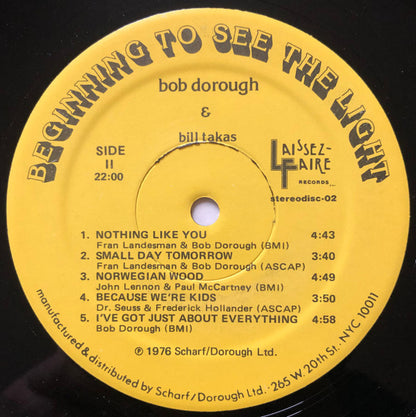 BEGINNING TO SEE THE LIGHT
bob dorough
&
bill takas
SIDE
II
22:00
LAISSEZ-
FAIRE
RECORDS
stereodisc-02
1. NOTHING LIKE YOU 4:43
Fran Landesman & Bob Dorough (BMI)
2. SMALL DAY TOMORROW 3:40
Fran Landesman & Bob Dorough (ASCAP)
3. NORWEGIAN WOOD 4:49
John Lennon & Paul McCartney (BMI)
4. BECAUSE WE'RE KIDS 3:50
Dr. Seuss & Frederick Hollander (ASCAP)
5. I'VE GOT JUST ABOUT EVERYTHING 4:58
Bob Dorough (BMI)
℗ 1976 Scharf/Dorough Ltd.
manufactured & distributed by Scharf/Dorough Ltd. · 265 W. 20th St. NYC 10011